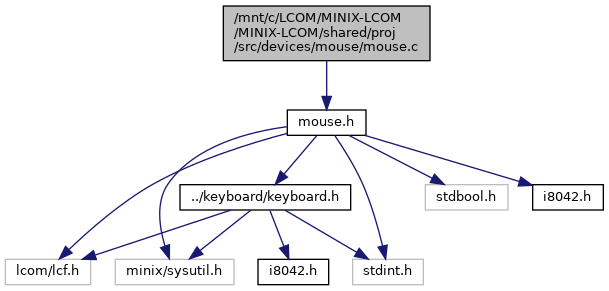 /mnt/c/LCOM/MINIX-LCOM
/MINIX-LCOM/shared/proj
/src/devices/mouse/mouse.c
mouse.h
../keyboard/keyboard.h
stdbool.h
i8042.h
lcom/lcf.h
minix/sysutil.h
i8042.h
stdint.h